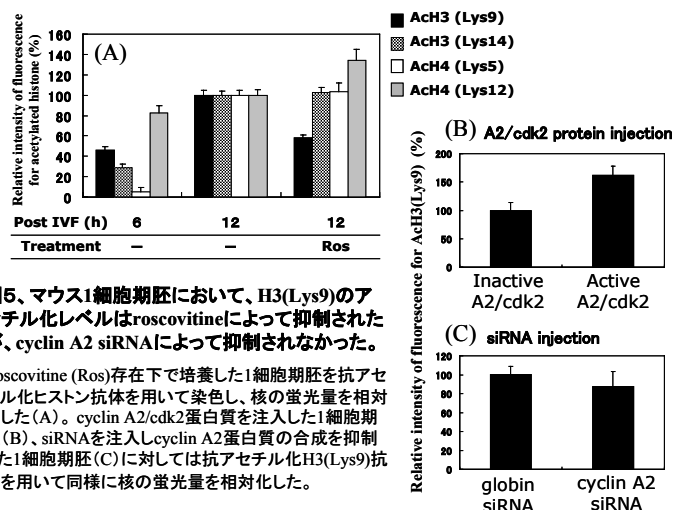 AcH3 (Lys9)
AcH3 (Lys14)
AcH4 (Lys5)
AcH4 (Lys12)
(A)
Relative intensity of fluorescence
for acetylated histone (%)
160
140
120
100
80
60
40
20
0
Post IVF (h) 6 12 12
Treatment – – Ros
5、マウス1細胞期胚において、H3(Lys9)のア
チル化レベルはroscovitineによって抑制された
、cyclin A2 siRNAによって抑制されなかった。
oscovitine (Ros)存在下で培養した1細胞期胚を抗アセ
ル化ヒストン抗体を用いて染色し、核の蛍光量を相対
した(A)。cyclin A2/cdk2蛋白質を注入した1細胞期
(B)、siRNAを注入しcyclin A2蛋白質の合成を抑制
た1細胞期胚(C)に対しては抗アセチル化H3(Lys9)抗
を用いて同様に核の蛍光量を相対化した。
Relative intensity of fluorescence for AcH3(Lys9) (%)
(B) A2/cdk2 protein injection
200
150
100
50
0
Inactive Active
A2/cdk2 A2/cdk2
(C) siRNA injection
120
100
80
60
40
20
0
globin cyclin A2
siRNA siRNA